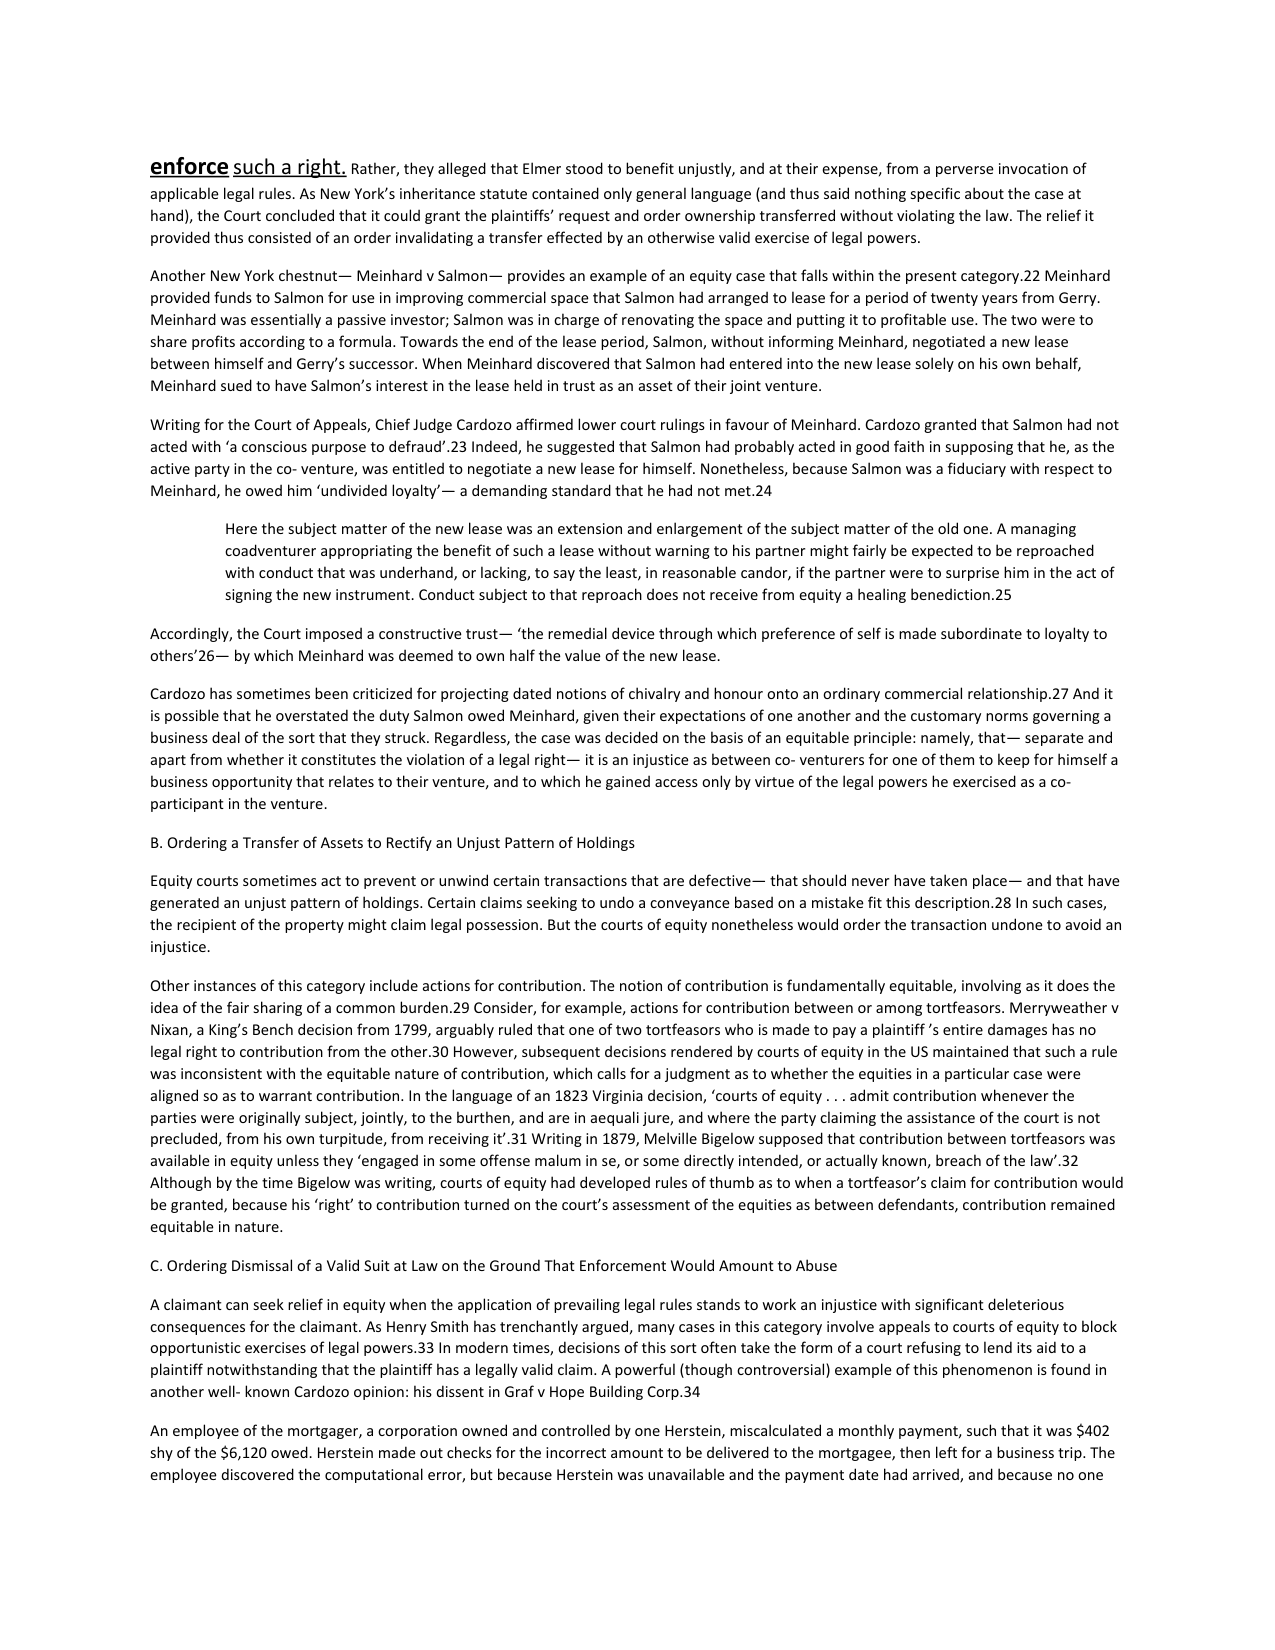 enforce such a right. Rather, they alleged that Elmer stood to benefit unjustly, and at their expense, from a perverse invocation of
applicable legal rules. As New York’s inheritance statute contained only general language (and thus said nothing specific about the case at
hand), the Court concluded that it could grant the plaintiffs’ request and order ownership transferred without violating the law. The relief it
provided thus consisted of an order invalidating a transfer effected by an otherwise valid exercise of legal powers.
Another New York chestnut— Meinhard v Salmon— provides an example of an equity case that falls within the present category.22 Meinhard
provided funds to Salmon for use in improving commercial space that Salmon had arranged to lease for a period of twenty years from Gerry.
Meinhard was essentially a passive investor; Salmon was in charge of renovating the space and putting it to profitable use. The two were to
share profits according to a formula. Towards the end of the lease period, Salmon, without informing Meinhard, negotiated a new lease
between himself and Gerry’s successor. When Meinhard discovered that Salmon had entered into the new lease solely on his own behalf,
Meinhard sued to have Salmon’s interest in the lease held in trust as an asset of their joint venture.
Writing for the Court of Appeals, Chief Judge Cardozo affirmed lower court rulings in favour of Meinhard. Cardozo granted that Salmon had not
acted with ‘a conscious purpose to defraud’.23 Indeed, he suggested that Salmon had probably acted in good faith in supposing that he, as the
active party in the co- venture, was entitled to negotiate a new lease for himself. Nonetheless, because Salmon was a fiduciary with respect to
Meinhard, he owed him ‘undivided loyalty’— a demanding standard that he had not met.24
Here the subject matter of the new lease was an extension and enlargement of the subject matter of the old one. A managing
coadventurer appropriating the benefit of such a lease without warning to his partner might fairly be expected to be reproached
with conduct that was underhand, or lacking, to say the least, in reasonable candor, if the partner were to surprise him in the act of
signing the new instrument. Conduct subject to that reproach does not receive from equity a healing benediction.25
Accordingly, the Court imposed a constructive trust— ‘the remedial device through which preference of self is made subordinate to loyalty to
others’26— by which Meinhard was deemed to own half the value of the new lease.
Cardozo has sometimes been criticized for projecting dated notions of chivalry and honour onto an ordinary commercial relationship.27 And it
is possible that he overstated the duty Salmon owed Meinhard, given their expectations of one another and the customary norms governing a
business deal of the sort that they struck. Regardless, the case was decided on the basis of an equitable principle: namely, that— separate and
apart from whether it constitutes the violation of a legal right— it is an injustice as between co- venturers for one of them to keep for himself a
business opportunity that relates to their venture, and to which he gained access only by virtue of the legal powers he exercised as a co-
participant in the venture.
B. Ordering a Transfer of Assets to Rectify an Unjust Pattern of Holdings
Equity courts sometimes act to prevent or unwind certain transactions that are defective— that should never have taken place— and that have
generated an unjust pattern of holdings. Certain claims seeking to undo a conveyance based on a mistake fit this description.28 In such cases,
the recipient of the property might claim legal possession. But the courts of equity nonetheless would order the transaction undone to avoid an
injustice.
Other instances of this category include actions for contribution. The notion of contribution is fundamentally equitable, involving as it does the
idea of the fair sharing of a common burden.29 Consider, for example, actions for contribution between or among tortfeasors. Merryweather v
Nixan, a King’s Bench decision from 1799, arguably ruled that one of two tortfeasors who is made to pay a plaintiff ’s entire damages has no
legal right to contribution from the other.30 However, subsequent decisions rendered by courts of equity in the US maintained that such a rule
was inconsistent with the equitable nature of contribution, which calls for a judgment as to whether the equities in a particular case were
aligned so as to warrant contribution. In the language of an 1823 Virginia decision, ‘courts of equity . . . admit contribution whenever the
parties were originally subject, jointly, to the burthen, and are in aequali jure, and where the party claiming the assistance of the court is not
precluded, from his own turpitude, from receiving it’.31 Writing in 1879, Melville Bigelow supposed that contribution between tortfeasors was
available in equity unless they ‘engaged in some offense malum in se, or some directly intended, or actually known, breach of the law’.32
Although by the time Bigelow was writing, courts of equity had developed rules of thumb as to when a tortfeasor’s claim for contribution would
be granted, because his ‘right’ to contribution turned on the court’s assessment of the equities as between defendants, contribution remained
equitable in nature.
C. Ordering Dismissal of a Valid Suit at Law on the Ground That Enforcement Would Amount to Abuse
A claimant can seek relief in equity when the application of prevailing legal rules stands to work an injustice with significant deleterious
consequences for the claimant. As Henry Smith has trenchantly argued, many cases in this category involve appeals to courts of equity to block
opportunistic exercises of legal powers.33 In modern times, decisions of this sort often take the form of a court refusing to lend its aid to a
plaintiff notwithstanding that the plaintiff has a legally valid claim. A powerful (though controversial) example of this phenomenon is found in
another well- known Cardozo opinion: his dissent in Graf v Hope Building Corp.34
An employee of the mortgager, a corporation owned and controlled by one Herstein, miscalculated a monthly payment, such that it was $402
shy of the $6,120 owed. Herstein made out checks for the incorrect amount to be delivered to the mortgagee, then left for a business trip. The
employee discovered the computational error, but because Herstein was unavailable and the payment date had arrived, and because no one